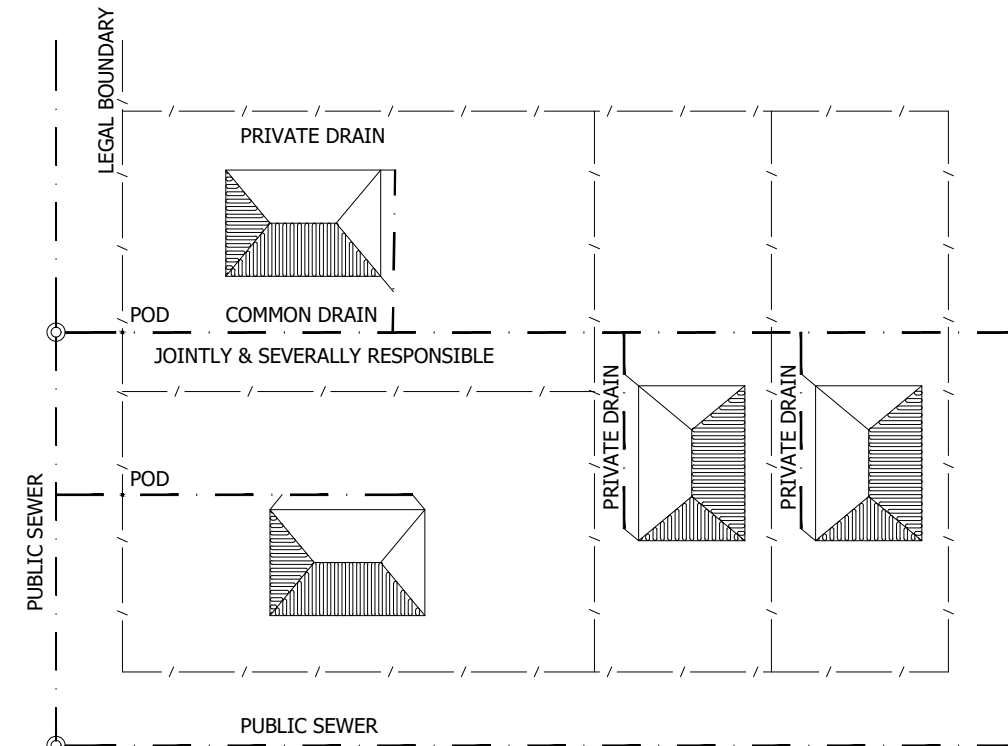 LEGAL BOUNDARY
PRIVATE DRAIN
POD
COMMON DRAIN
JOINTLY & SEVERALLY RESPONSIBLE
PRIVATE DRAIN
PRIVATE DRAIN
POD
PUBLIC SEWER
PUBLIC SEWER